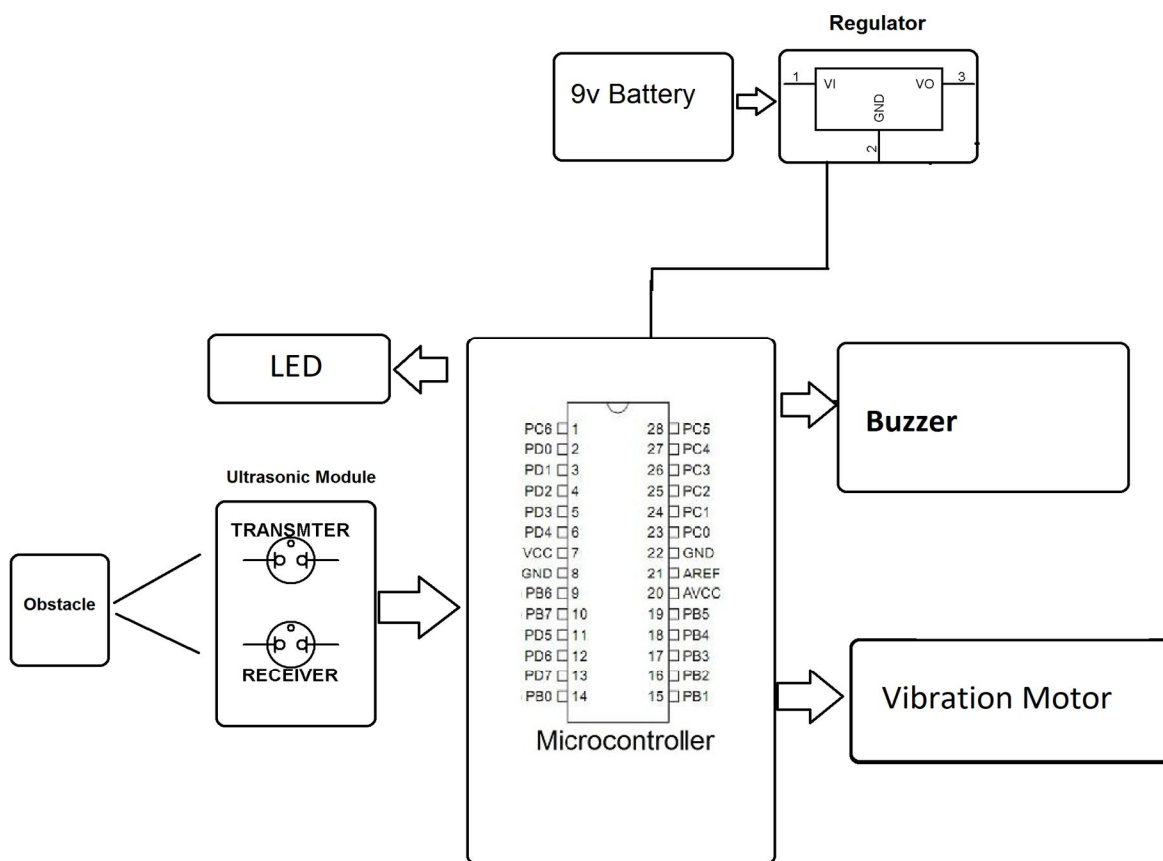 Regulator
9v Battery
1 VI VO 3
GND
2
LED
Buzzer
Ultrasonic Module
TRANSMTER
RECEIVER
Obstacle
PC6 1 28 PC5
PD0 2 27 PC4
PD1 3 26 PC3
PD2 4 25 PC2
PD3 5 24 PC1
PD4 6 23 PC0
VCC 7 22 GND
GND 8 21 AREF
PB6 9 20 AVCC
PB7 10 19 PB5
PD5 11 18 PB4
PD6 12 17 PB3
PD7 13 16 PB2
PB0 14 15 PB1
Microcontroller
Vibration Motor